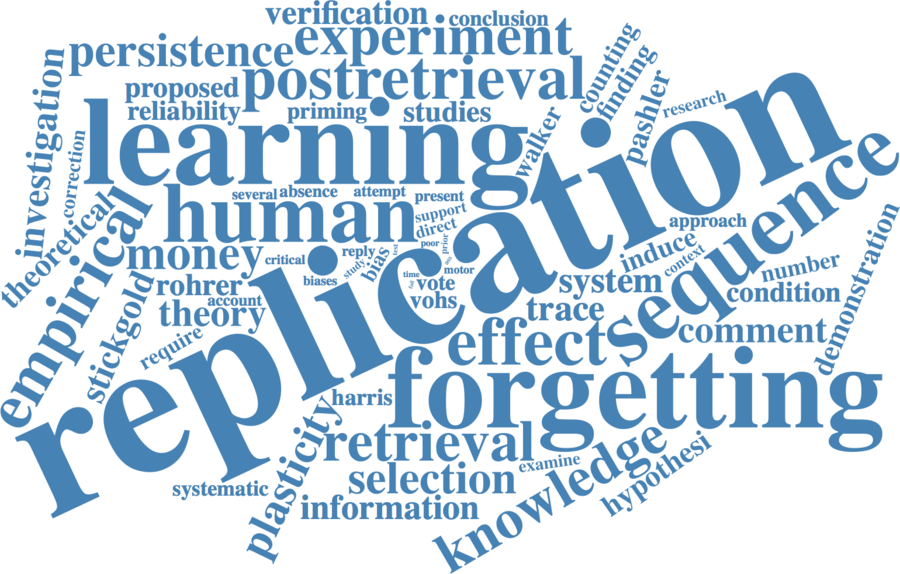 verification
conclusion
persistence
experiment
postretrieval
counting
finding
pashler
research
investigation
proposed
reliability
priming
studies
walker
learning
correction
theoretical
several
absence
attempt
present
human
support
direct
approach
replication
sequence
empirical
money
critical
reply
bias
test
poor
prior
induce
context
number
demonstration
rohrer
biases
study
time
motor
vote
vohs
system
condition
account
theory
trace
comment
stickgold
require
effect
forgetting
harris
plasticity
retrieval
examine
knowledge
hypothesi
systematic
selection
information